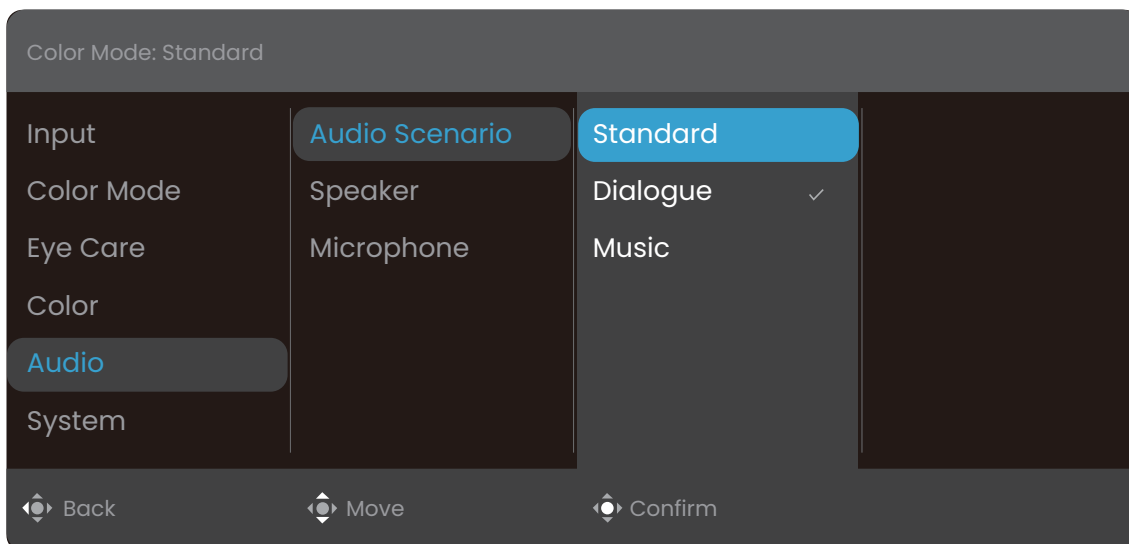 Color Mode: Standard
Input
Color Mode
Eye Care
Color
Audio
System
Audio Scenario
Speaker
Microphone
Standard
Dialogue
Music
Back
Move
Confirm